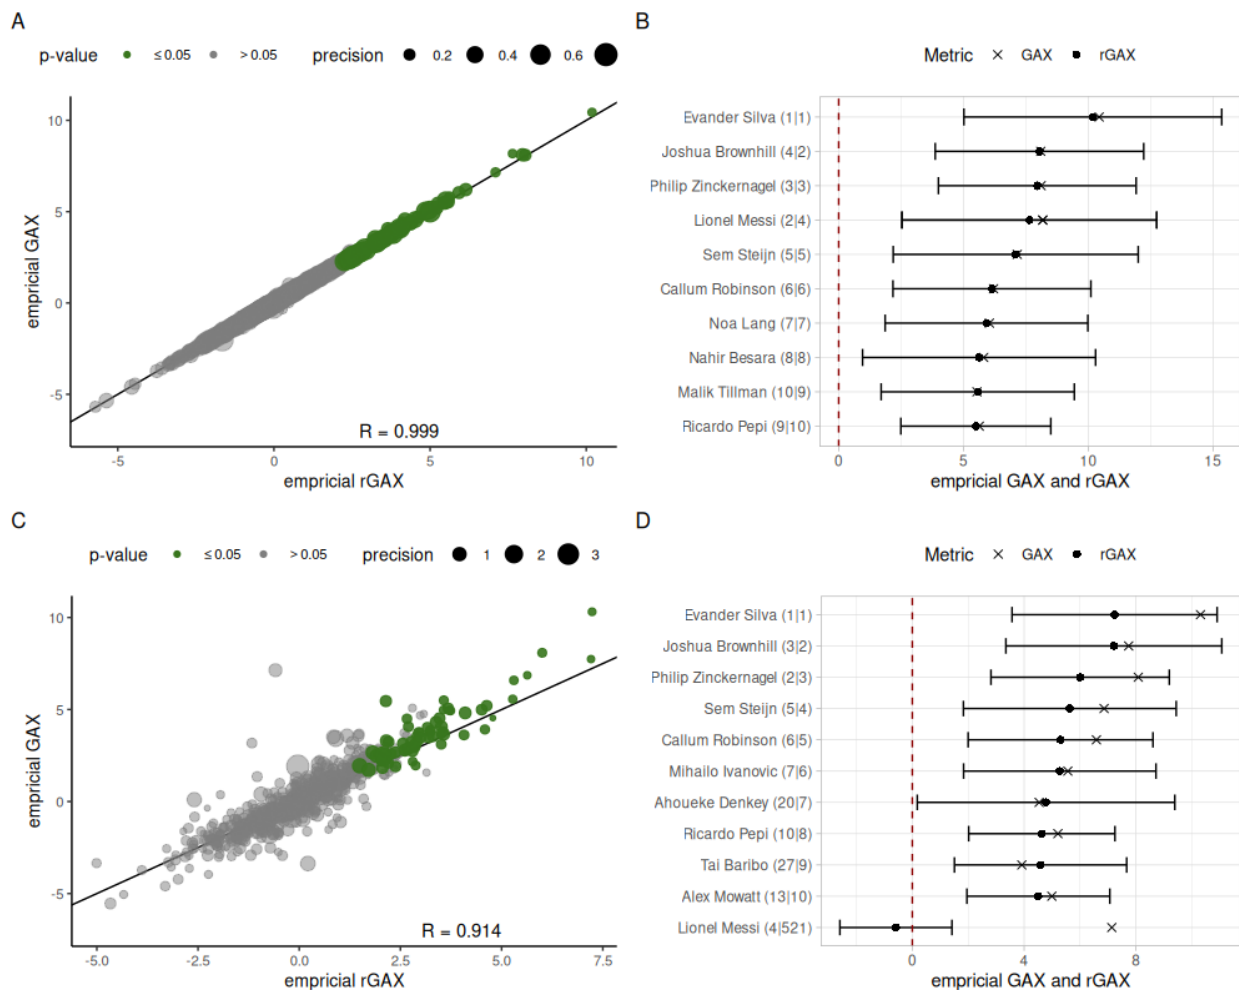 A
p-value ≤ 0.05 > 0.05 precision 0.2 0.4 0.6
empricial GAX
10
5
0
-5
R = 0.999
-5 0 5 10
empricial rGAX
B
Metric GAX rGAX
Evander Silva (1|1)
Joshua Brownhill (4|2)
Philip Zinckernagel (3|3)
Lionel Messi (2|4)
Sem Steijn (5|5)
Callum Robinson (6|6)
Noa Lang (7|7)
Nahir Besara (8|8)
Malik Tillman (10|9)
Ricardo Pepi (9|10)
0 5 10 15
empricial GAX and rGAX
C
p-value ≤ 0.05 > 0.05 precision 1 2 3
empricial GAX
10
5
0
-5
R = 0.914
-5.0 -2.5 0.0 2.5 5.0 7.5
empricial rGAX
D
Metric GAX rGAX
Evander Silva (1|1)
Joshua Brownhill (3|2)
Philip Zinckernagel (2|3)
Sem Steijn (5|4)
Callum Robinson (6|5)
Mihailo Ivanovic (7|6)
Ahoueke Denkey (20|7)
Ricardo Pepi (10|8)
Tai Baribo (27|9)
Alex Mowatt (13|10)
Lionel Messi (4|521)
0 4 8
empricial GAX and rGAX